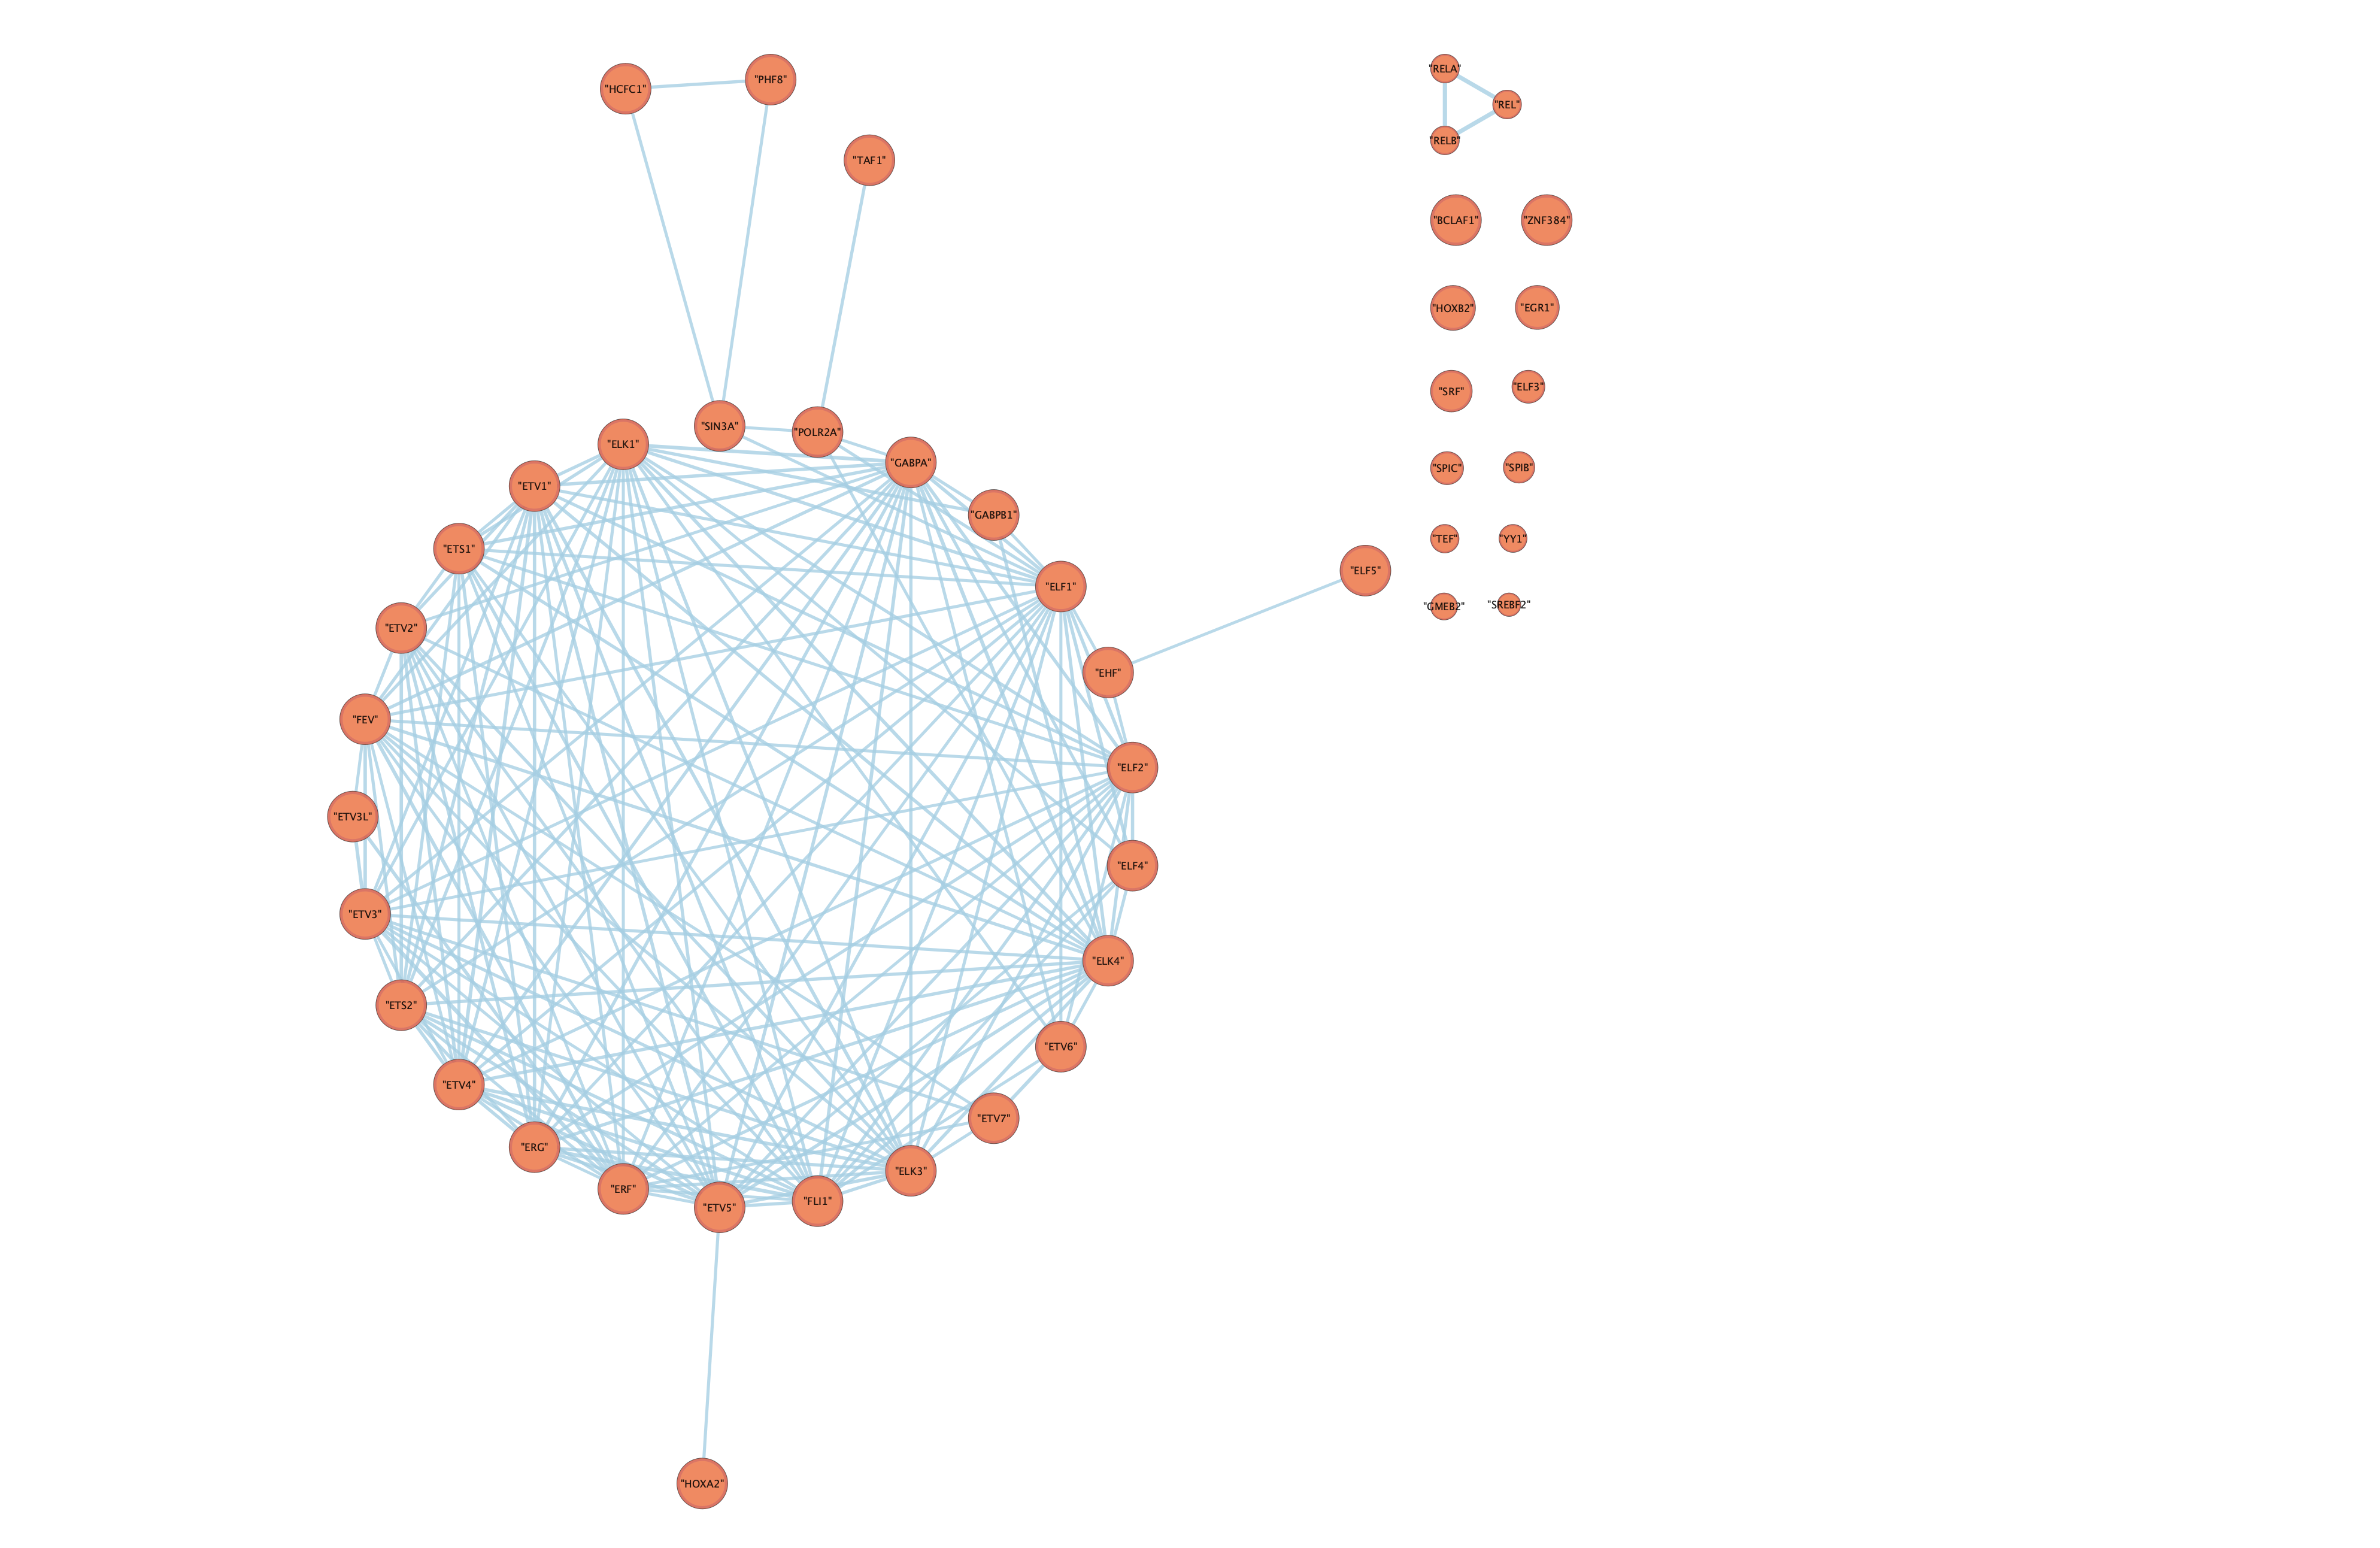 "HCFC1"
"PHF8"
"TAF1"
"SIN3A"
"POLR2A"
"ELK1"
"GABPA"
"ETV1"
"GABPB1"
"ETS1"
"ELF1"
"ETV2"
"EHF"
"ELF5"
"FEV"
"ELF2"
"ETV3L"
"ELF4"
"ETV3"
"ELK4"
"ETS2"
"ETV6"
"ETV4"
"ETV7"
"ERG"
"ELK3"
"ERF"
"ETV5"
"FLI1"
"HOXA2"
"RELA"
"REL"
"RELB"
"BCLAF1"
"ZNF384"
"HOXB2"
"EGR1"
"SRF"
"ELF3"
"SPIC"
"SPIB"
"TEF"
"YY1"
"GMEB2"
"SREBF2"